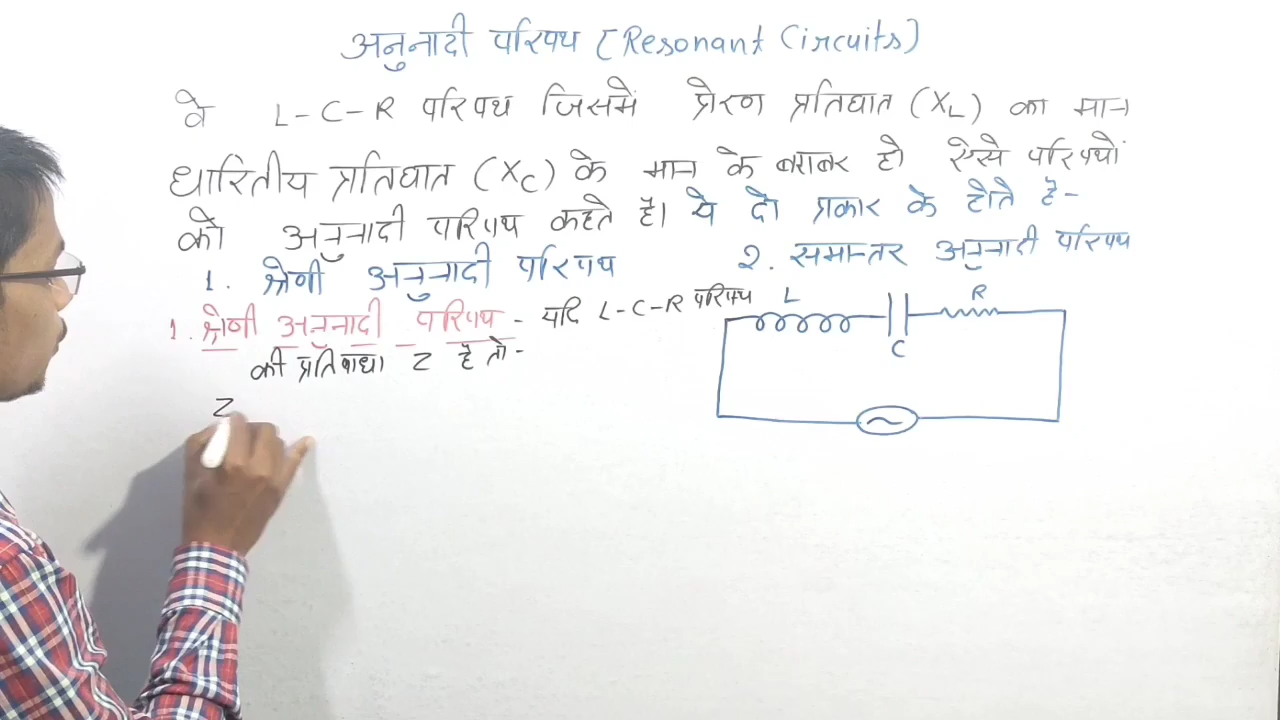 अनुनादी परिपथ (Resonant Circuits)
वे L-C-R परिपथ जिसमें प्रेरण प्रतिघात (XL) का मान
धारितीय प्रतिघात (XC) के मान के बराबर हो ऐसे परिपथों
को अनुनादी परिपथ कहते है। ये दो प्रकार के होते है-
1. श्रेणी अनुनादी परिपथ 2. समान्तर अनुनादी परिपथ
1. श्रेणी अनुनादी परिपथ - यदि L-C-R परिपथ
की प्रतिबाधा Z है तो-
Z
L
C
R